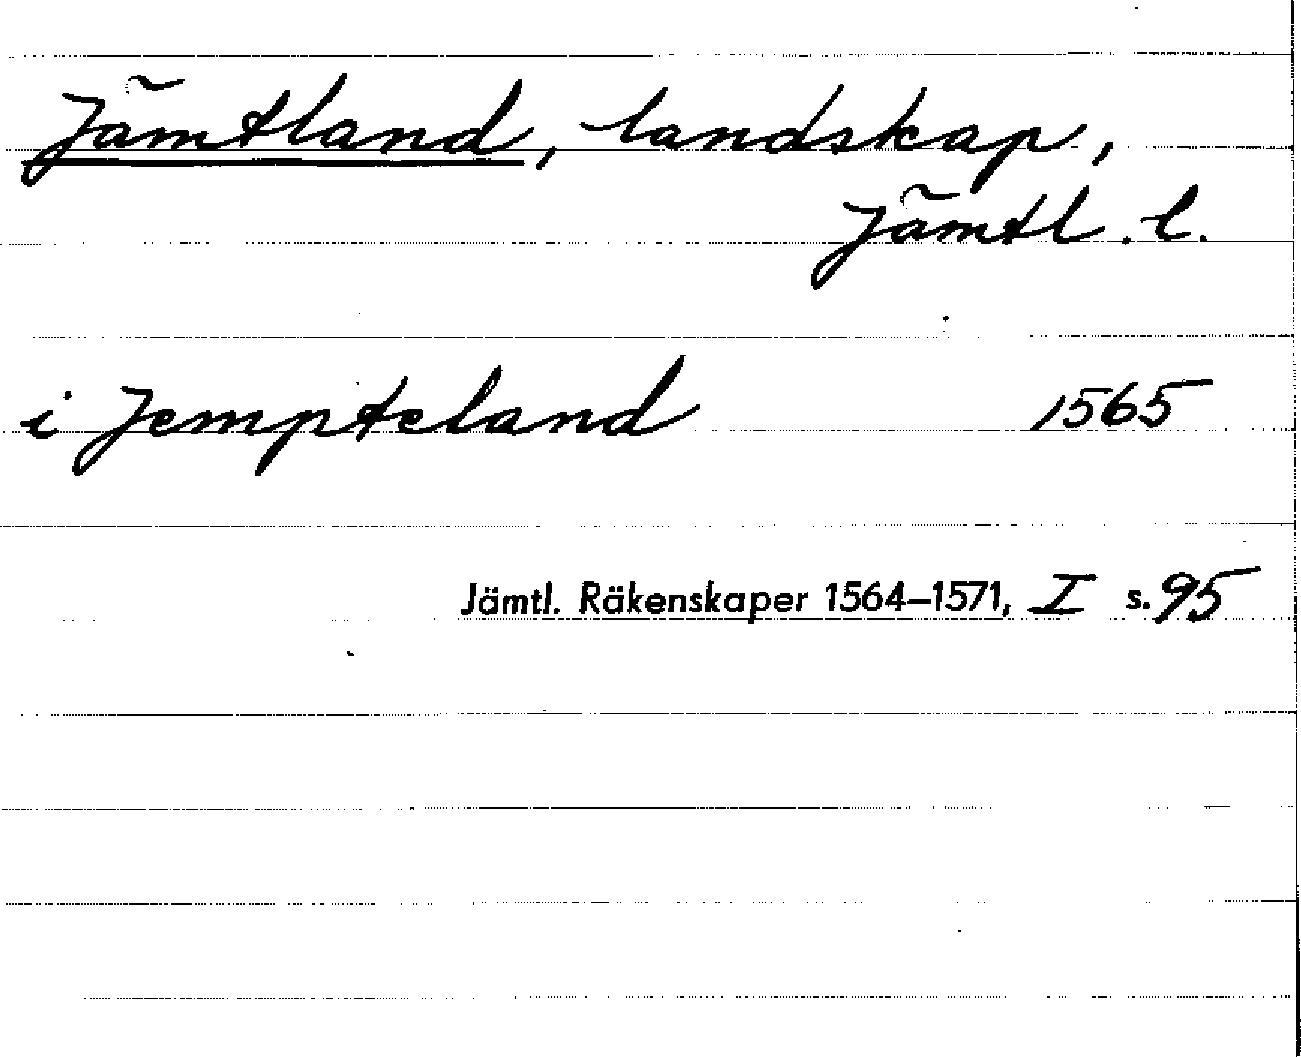 Jämtland, landskap,
Jämtl. l.
i Jempteland 1565
Jämtl. Räkenskaper 1564–1571, I s. 95